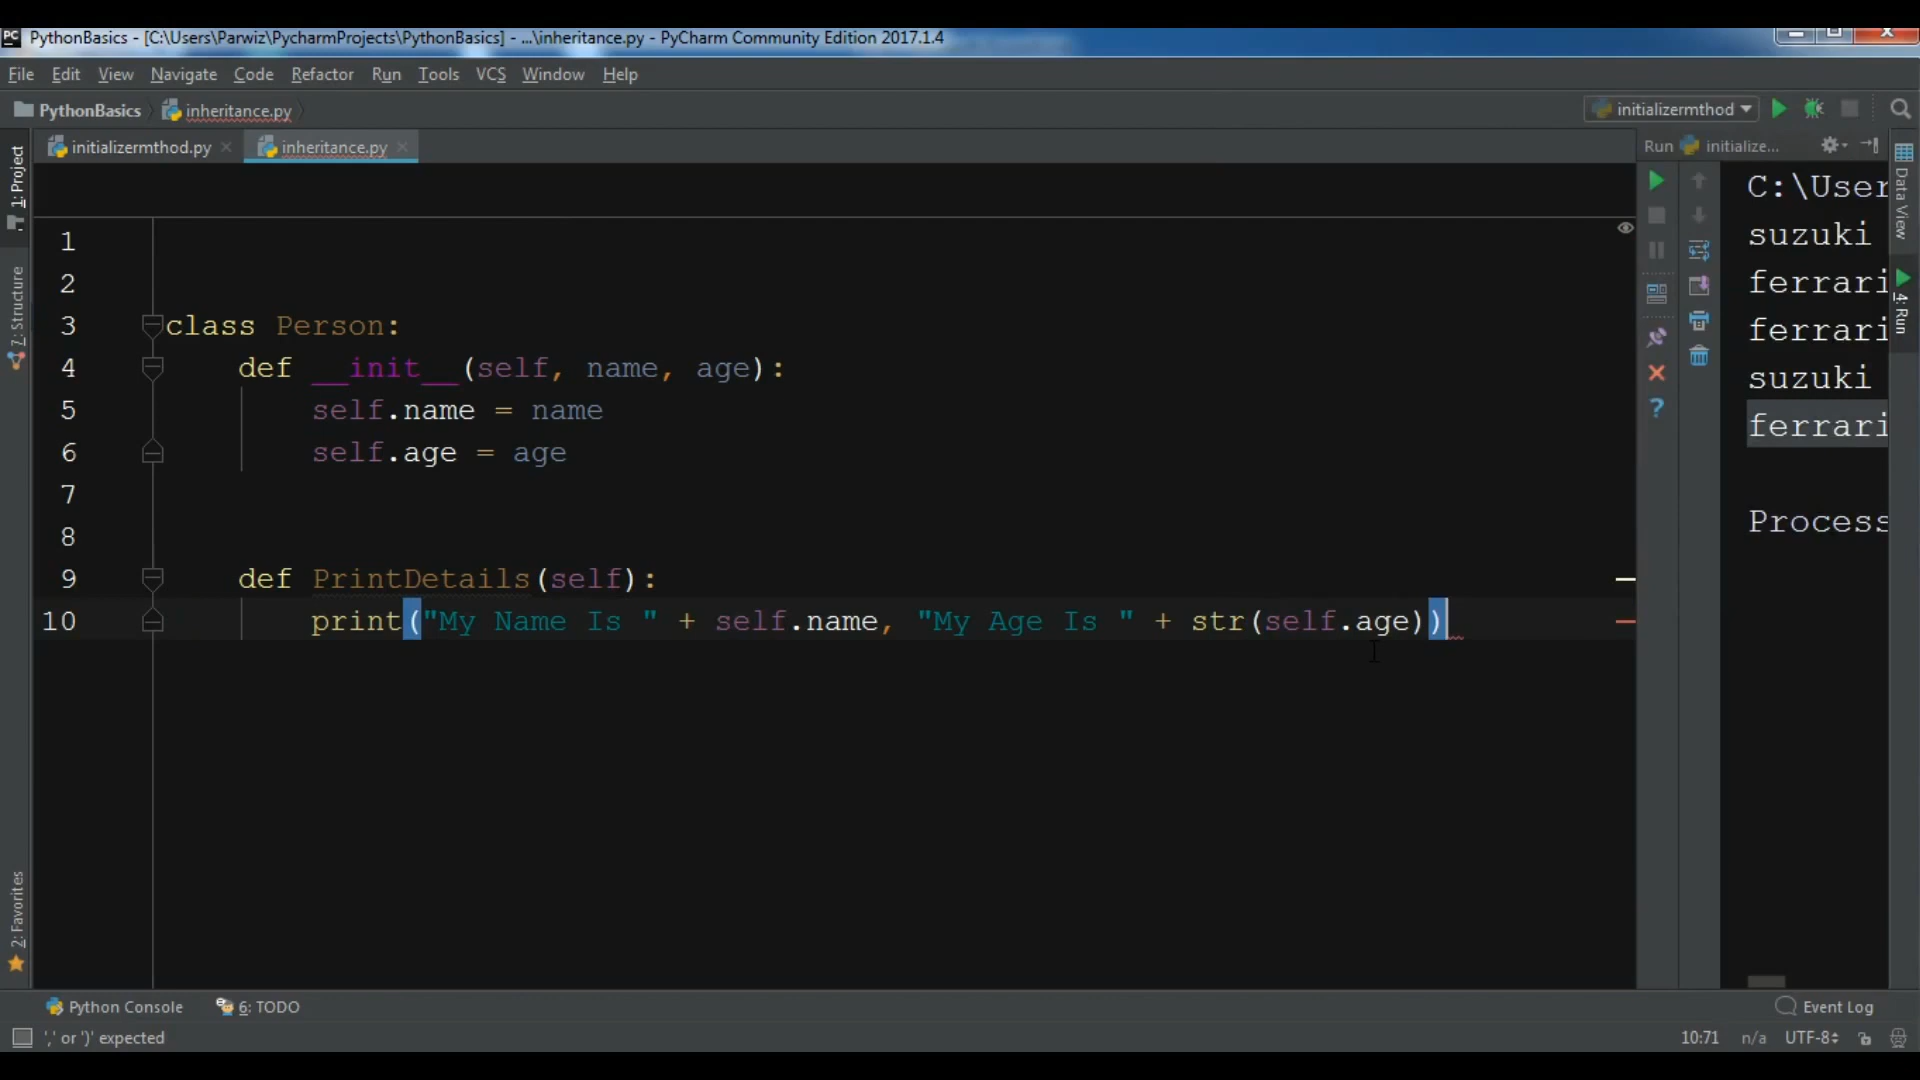 PythonBasics - [C:\Users\Parwiz\PycharmProjects\PythonBasics] - ...\inheritance.py - PyCharm Community Edition 2017.1.4
File Edit View Navigate Code Refactor Run Tools VCS Window Help
PythonBasics inheritance.py initializermthod
initializermthod.py inheritance.py Run initialize...
1: Project
7: Structure
2: Favorites
1
2
3 class Person:
4 def __init__(self, name, age):
5 self.name = name
6 self.age = age
7
8
9 def PrintDetails(self):
10 print("My Name Is " + self.name, "My Age Is " + str(self.age))
C:\User
suzuki
ferrari
ferrari
suzuki
ferrari
Process
Data View
4: Run
Python Console 6: TODO Event Log
',' or ')' expected 10:71 n/a UTF-8